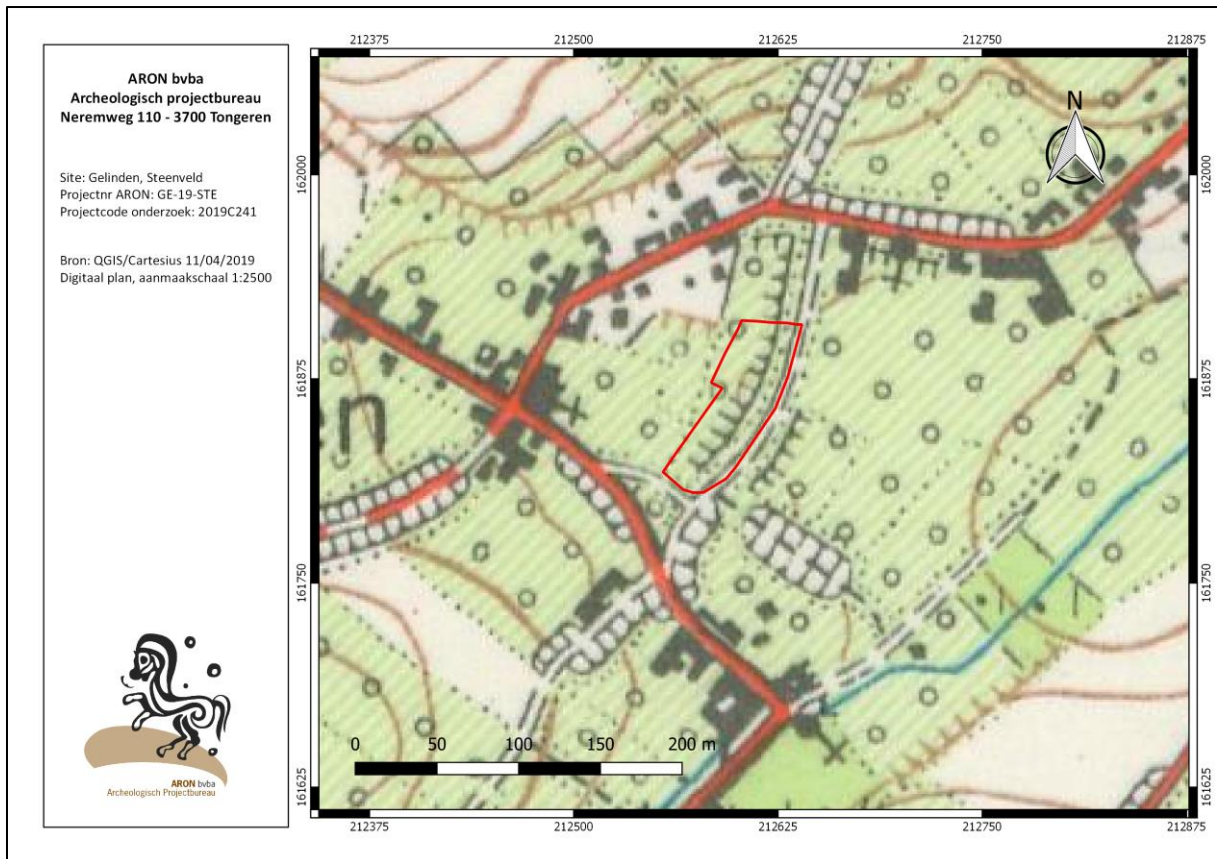 ARON bvba
Archeologisch projectbureau
Neremweg 110 - 3700 Tongeren
Site: Gelinden, Steenveld
Projectnr ARON: GE-19-STE
Projectcode onderzoek: 2019C241
Bron: QGIS/Cartesius 11/04/2019
Digitaal plan, aanmaakschaal 1:2500
ARON bvba
Archeologisch Projectbureau
212375 212500 212625 212750 212875
162000 162000
161875 161875
161750 161750
161625 161625
N
n
0 50 100 150 200 m
212375 212500 212625 212750 212875